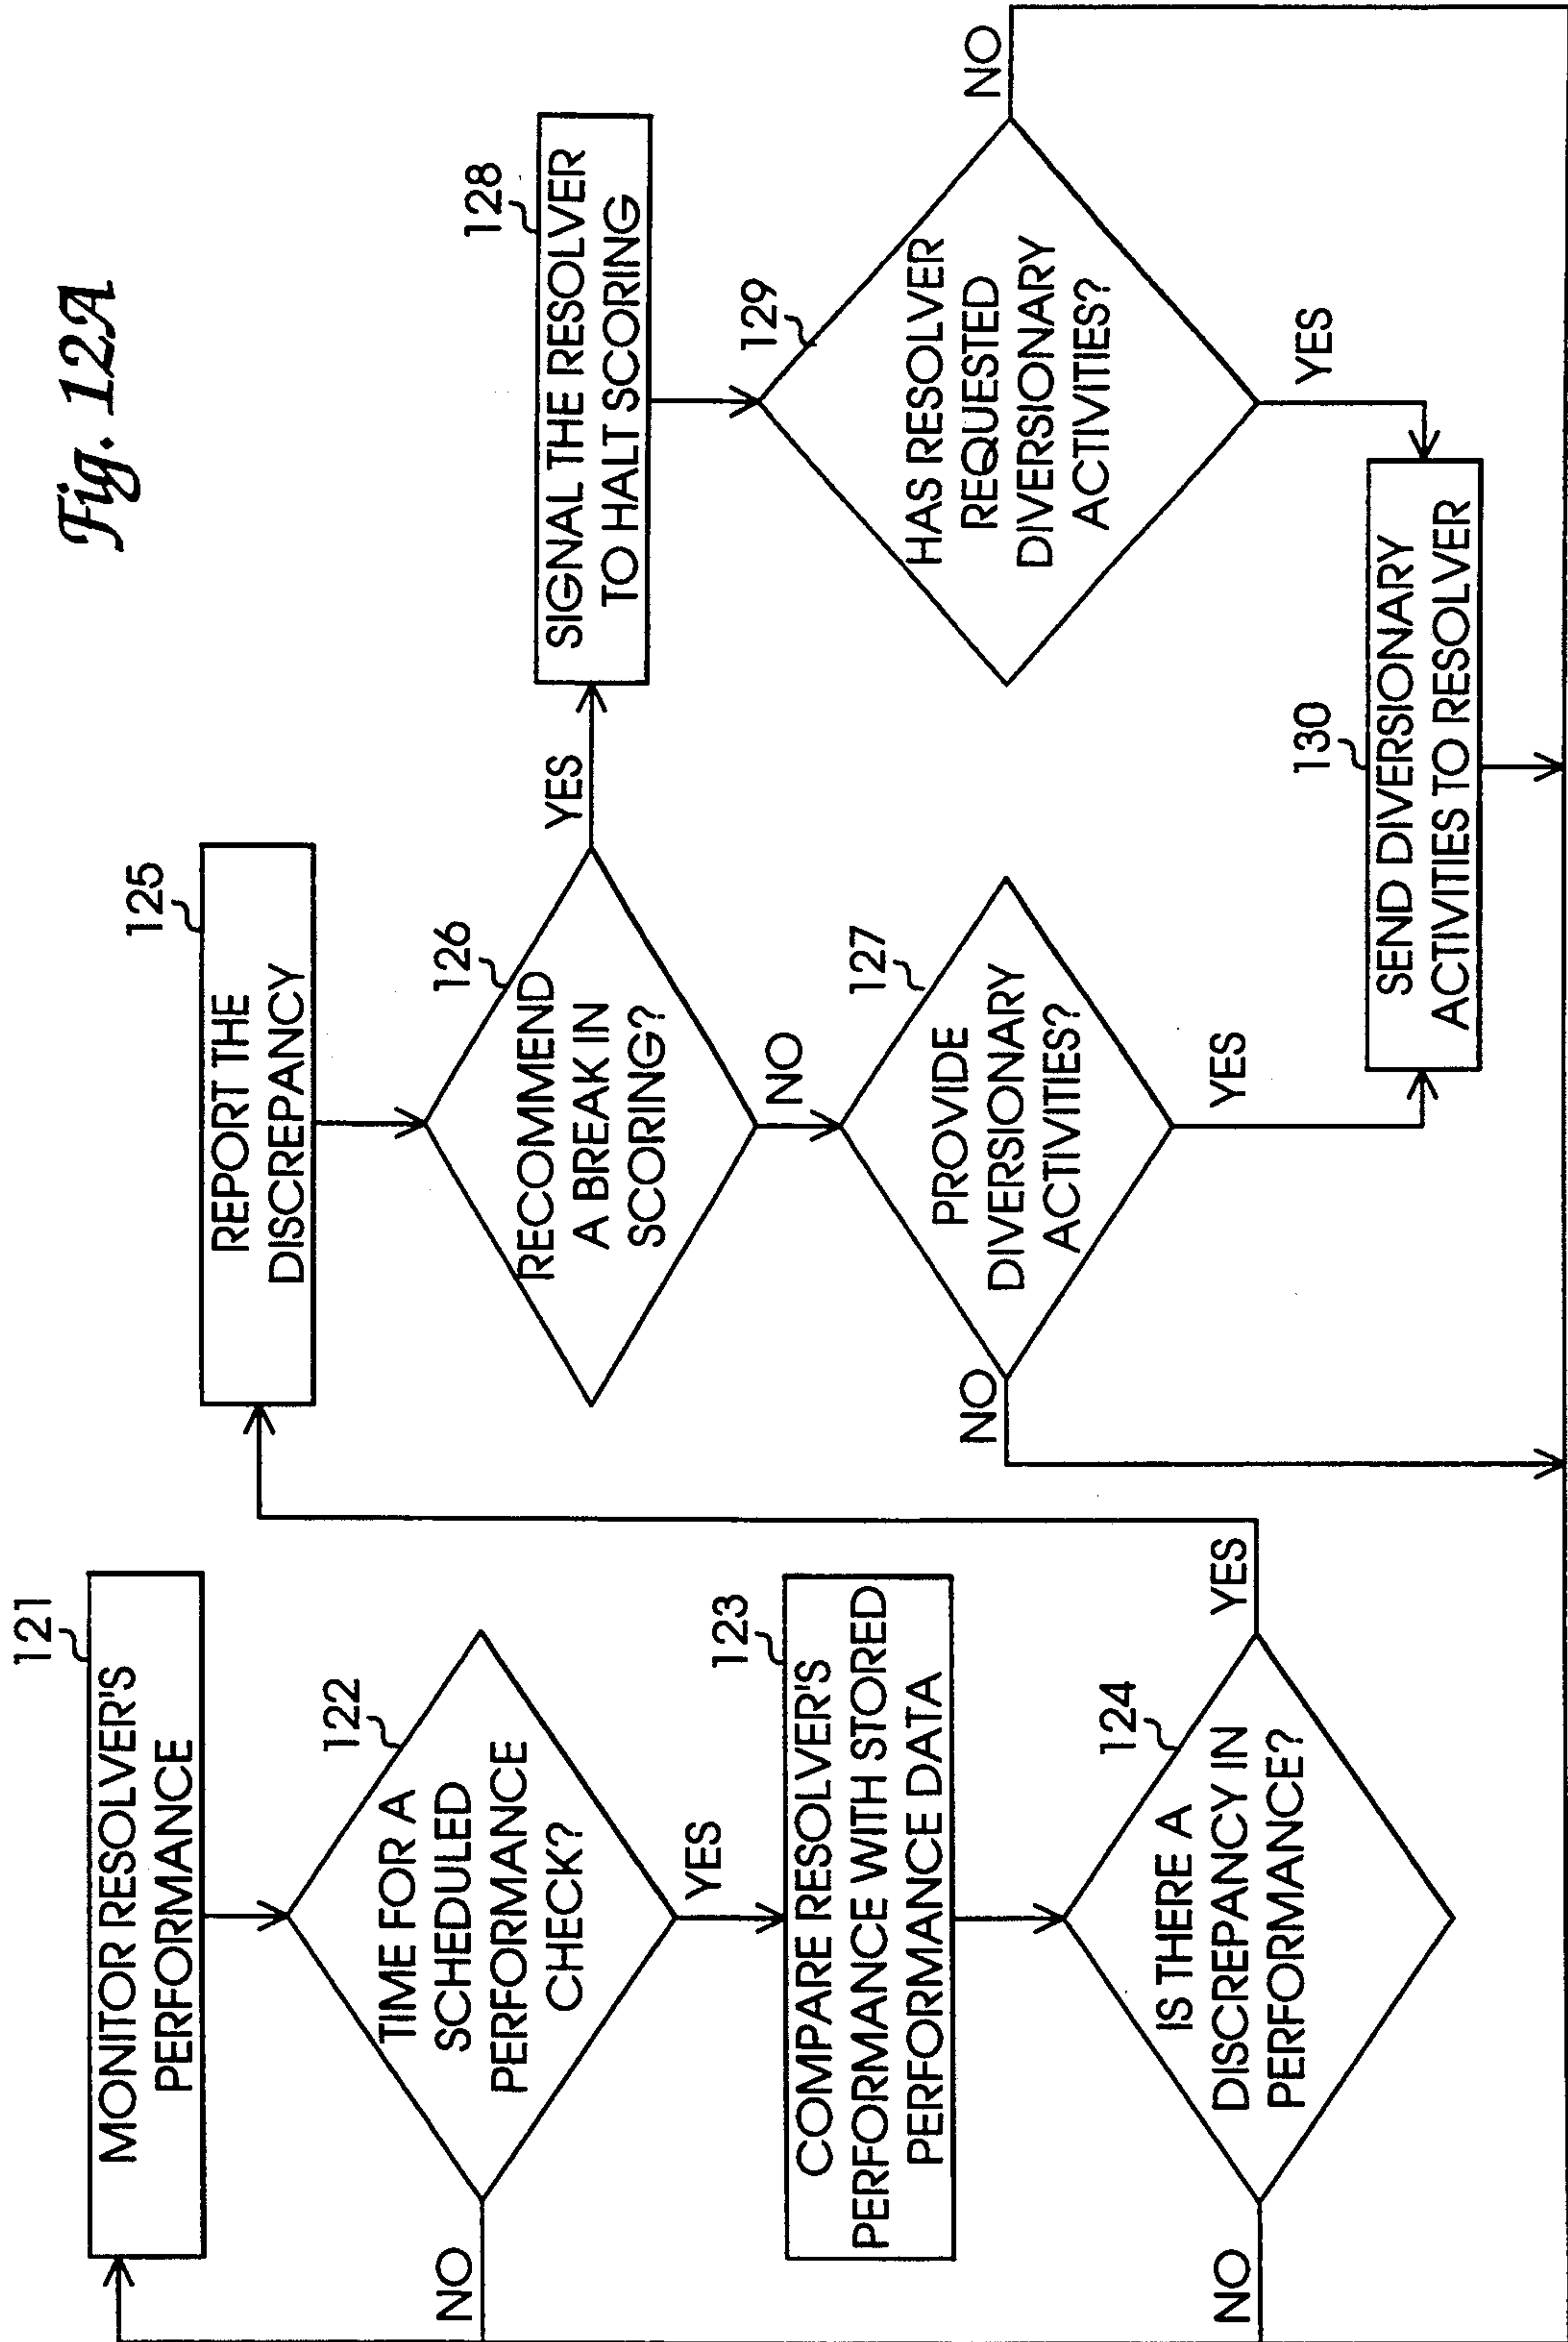 Fig. 12A
121
MONITOR RESOLVER'S
PERFORMANCE
122
TIME FOR A
SCHEDULED
PERFORMANCE
CHECK?
NO
YES
123
COMPARE RESOLVER'S
PERFORMANCE WITH STORED
PERFORMANCE DATA
124
IS THERE A
DISCREPANCY IN
PERFORMANCE?
NO
YES
125
REPORT THE
DISCREPANCY
126
RECOMMEND
A BREAK IN
SCORING?
YES
NO
127
PROVIDE
DIVERSIONARY
ACTIVITIES?
NO
YES
128
SIGNAL THE RESOLVER
TO HALT SCORING
129
HAS RESOLVER
REQUESTED
DIVERSIONARY
ACTIVITIES?
NO
YES
130
SEND DIVERSIONARY
ACTIVITIES TO RESOLVER